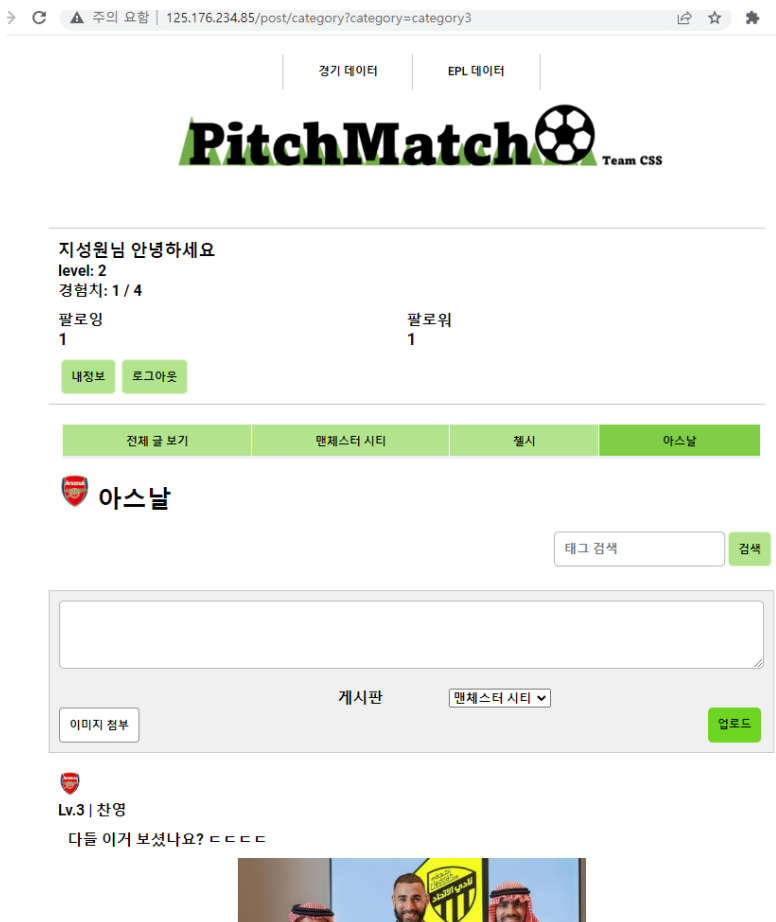 주의 요함 | 125.176.234.85/post/category?category=category3
경기 데이터 EPL 데이터
PitchMatch Team CSS
지성원님 안녕하세요
level: 2
경험치: 1 / 4
팔로잉 팔로워
1 1
내정보 로그아웃
전체 글 보기 맨체스터 시티 첼시 아스날
Arsenal 아스날
태그 검색 검색
게시판 맨체스터 시티
이미지 첨부 업로드
Arsenal
Lv.3 | 찬영
다들 이거 보셨나요? ㄷㄷㄷㄷ
نادي الاتحاد